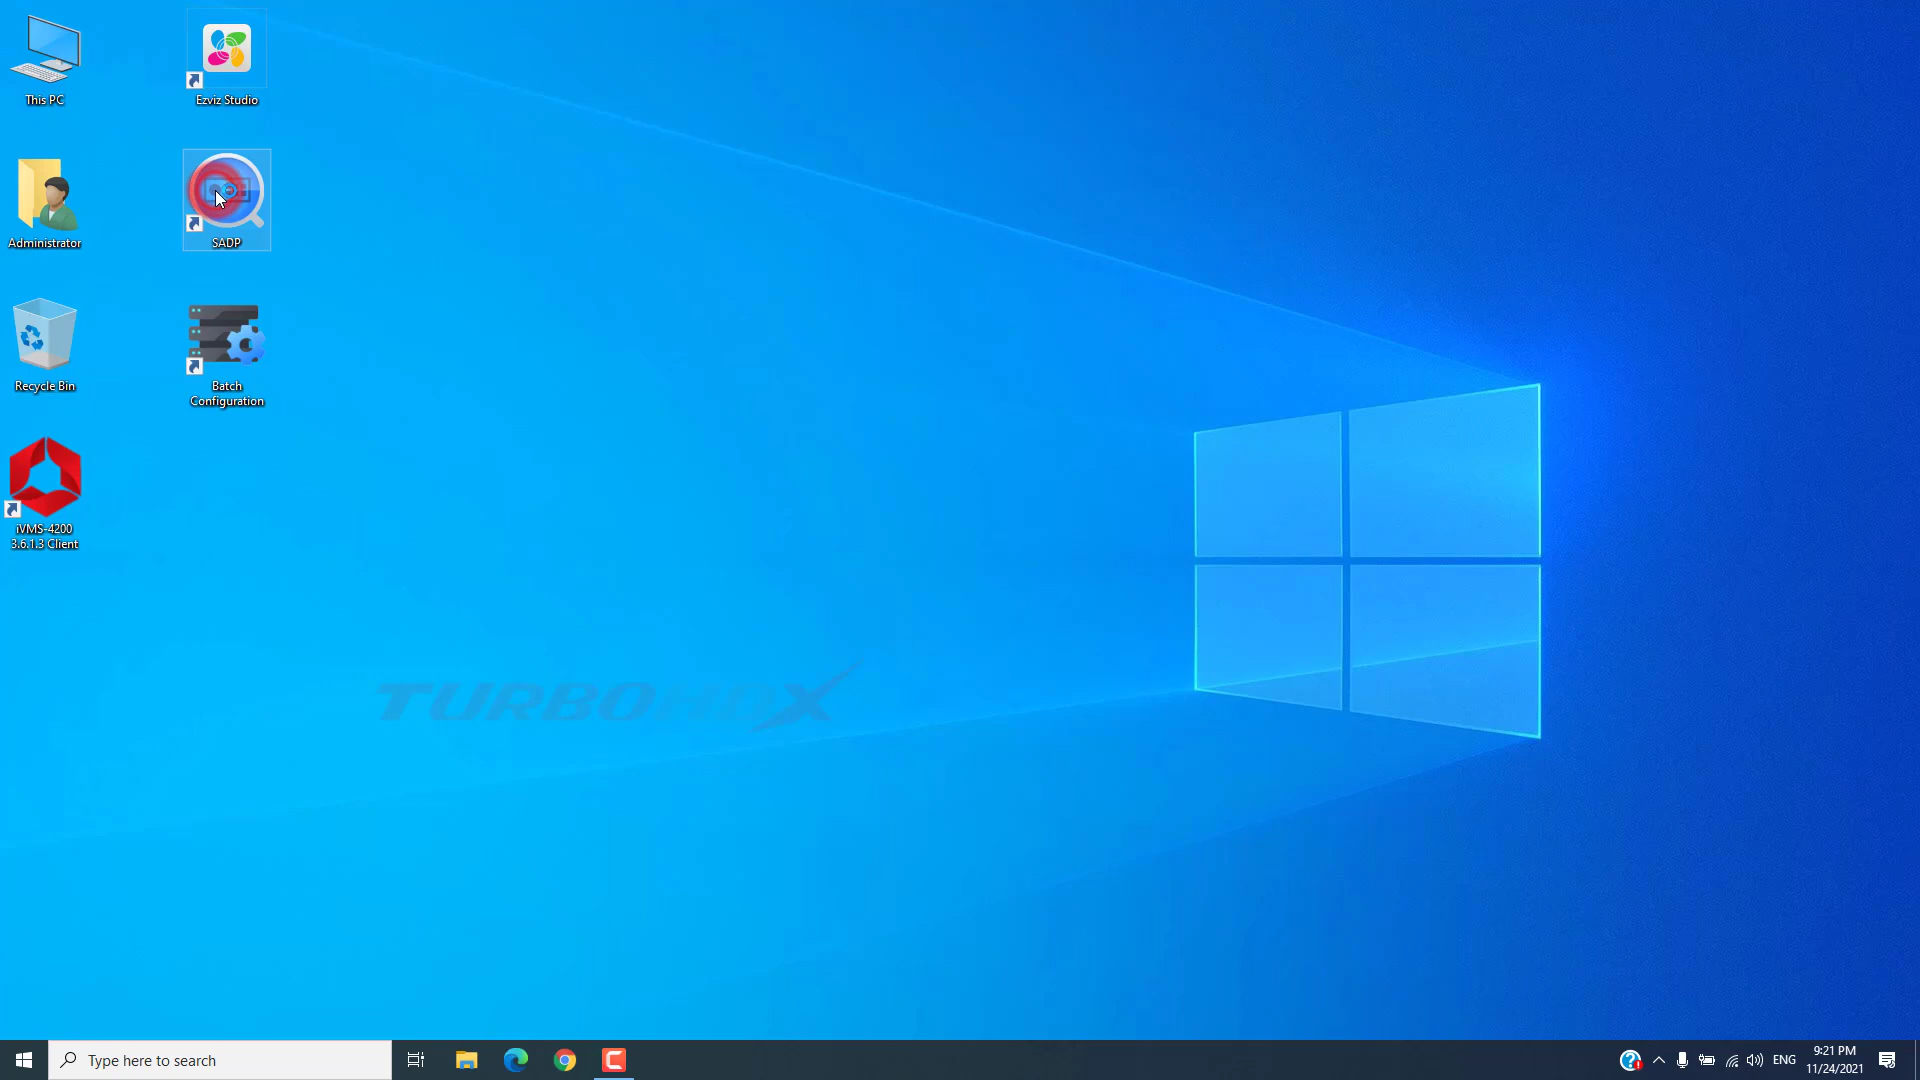 This PC
Ezviz Studio
Administrator
SADP
Recycle Bin
Batch
Configuration
iVMS-4200
3.6.1.3 Client
TURBOHDX
Type here to search
ENG
9:21 PM
11/24/2021